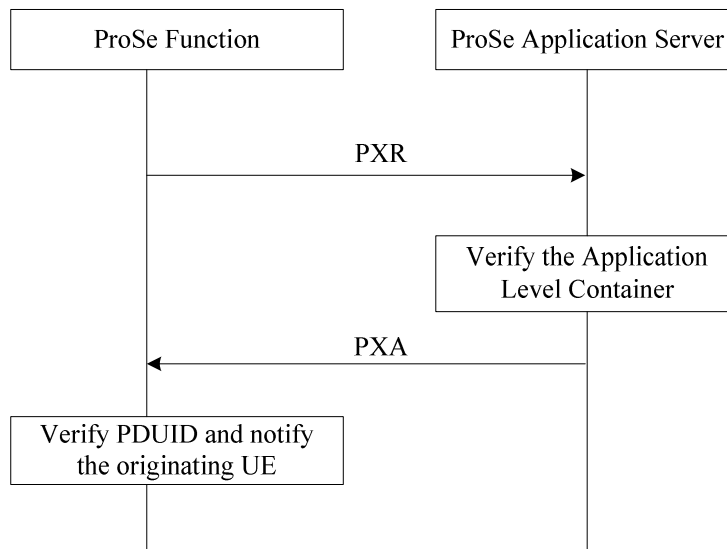 ProSe Function
ProSe Application Server
PXR
Verify the Application
Level Container
PXA
Verify PDUID and notify
the originating UE